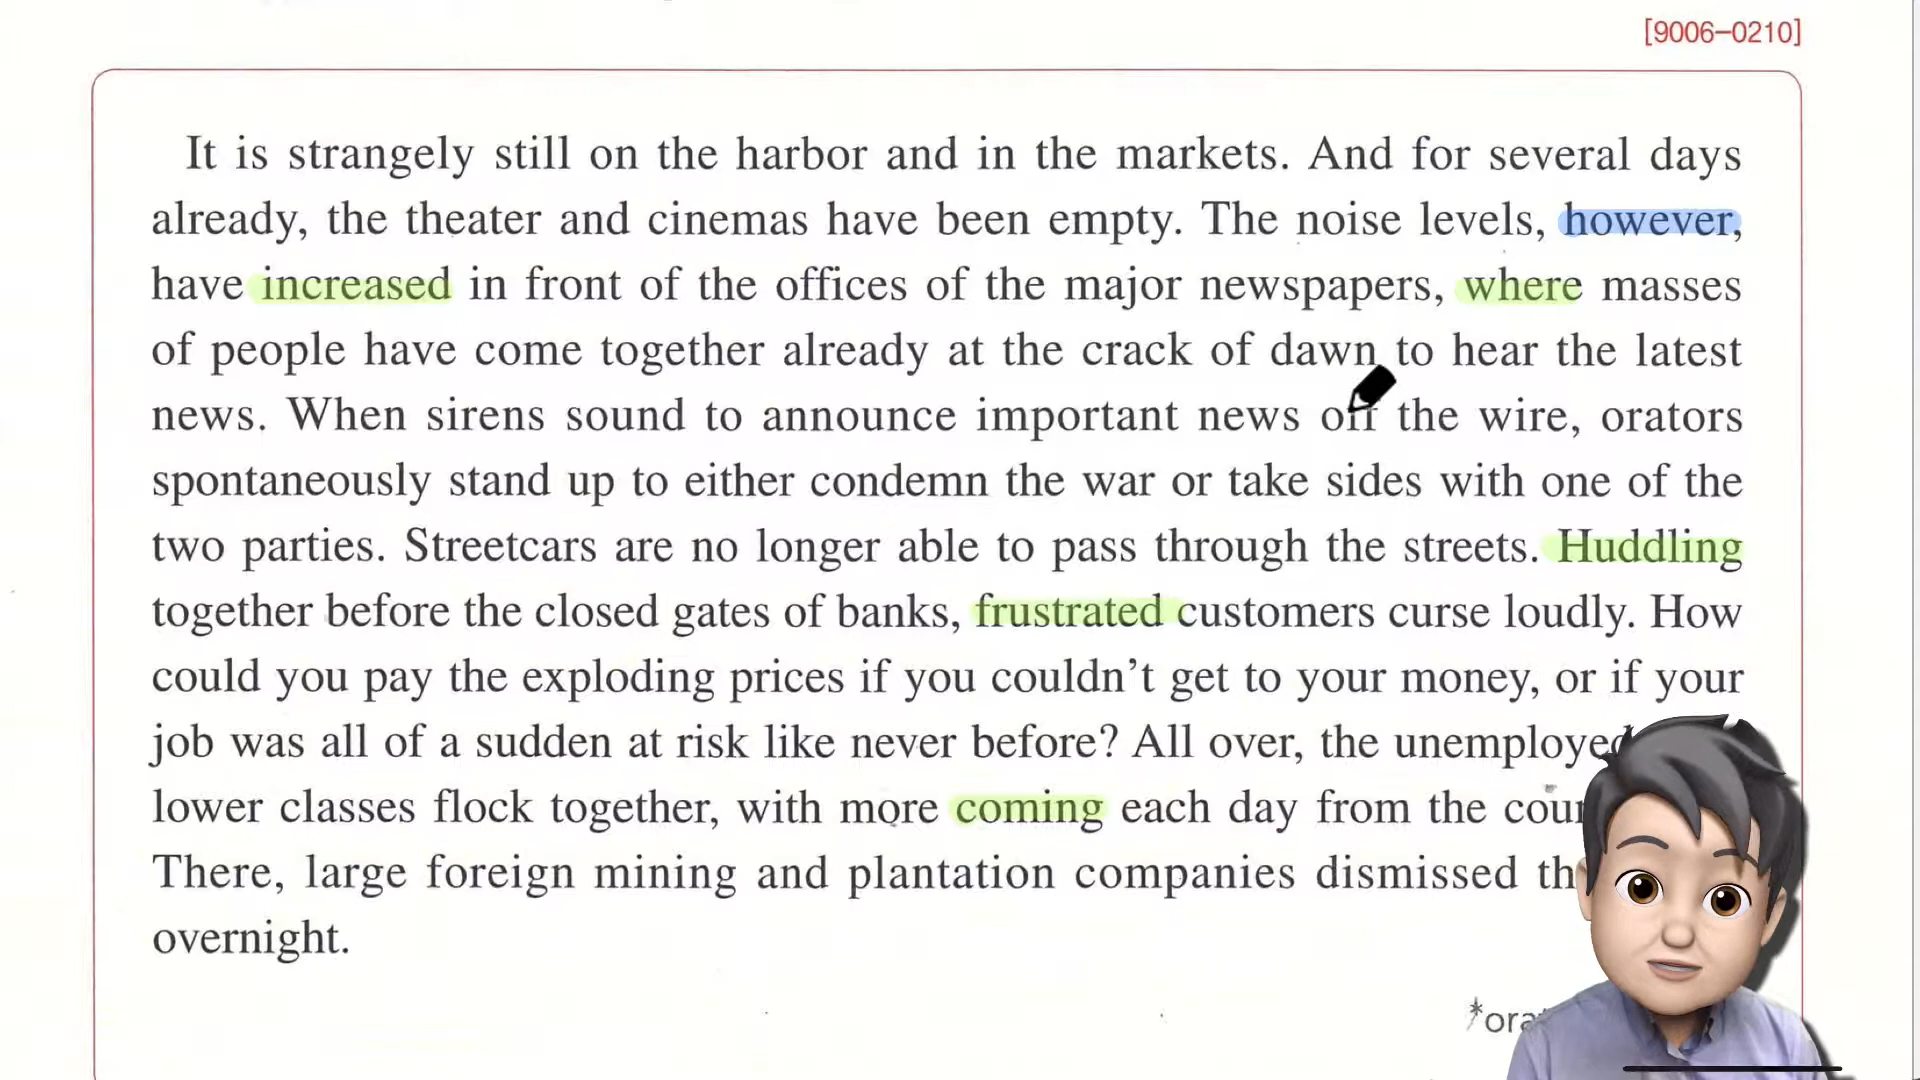 [9006-0210]
It is strangely still on the harbor and in the markets. And for several days
already, the theater and cinemas have been empty. The noise levels, however,
have increased in front of the offices of the major newspapers, where masses
of people have come together already at the crack of dawn to hear the latest
news. When sirens sound to announce important news off the wire, orators
spontaneously stand up to either condemn the war or take sides with one of the
two parties. Streetcars are no longer able to pass through the streets. Huddling
together before the closed gates of banks, frustrated customers curse loudly. How
could you pay the exploding prices if you couldn't get to your money, or if your
job was all of a sudden at risk like never before? All over, the unemployed
lower classes flock together, with more coming each day from the
There, large foreign mining and plantation companies dismissed
overnight.